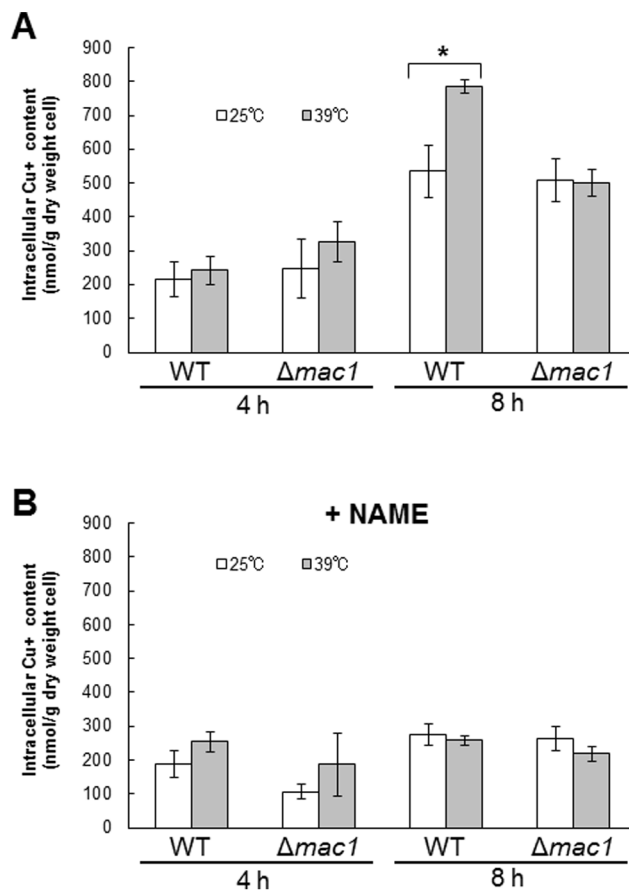 A
900
800
700
600
500
400
300
200
100
0
Intracellular Cu+ content
(nmol/g dry weight cell)
25℃ 39℃
*
WT Δmac1 WT Δmac1
4 h 8 h
B
+ NAME
900
800
700
600
500
400
300
200
100
0
Intracellular Cu+ content
(nmol/g dry weight cell)
25℃ 39℃
WT Δmac1 WT Δmac1
4 h 8 h